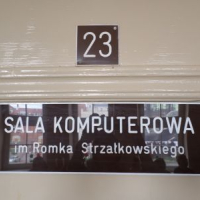 23
SALA KOMPUTEROWA
im Romka Strzałkowskiego